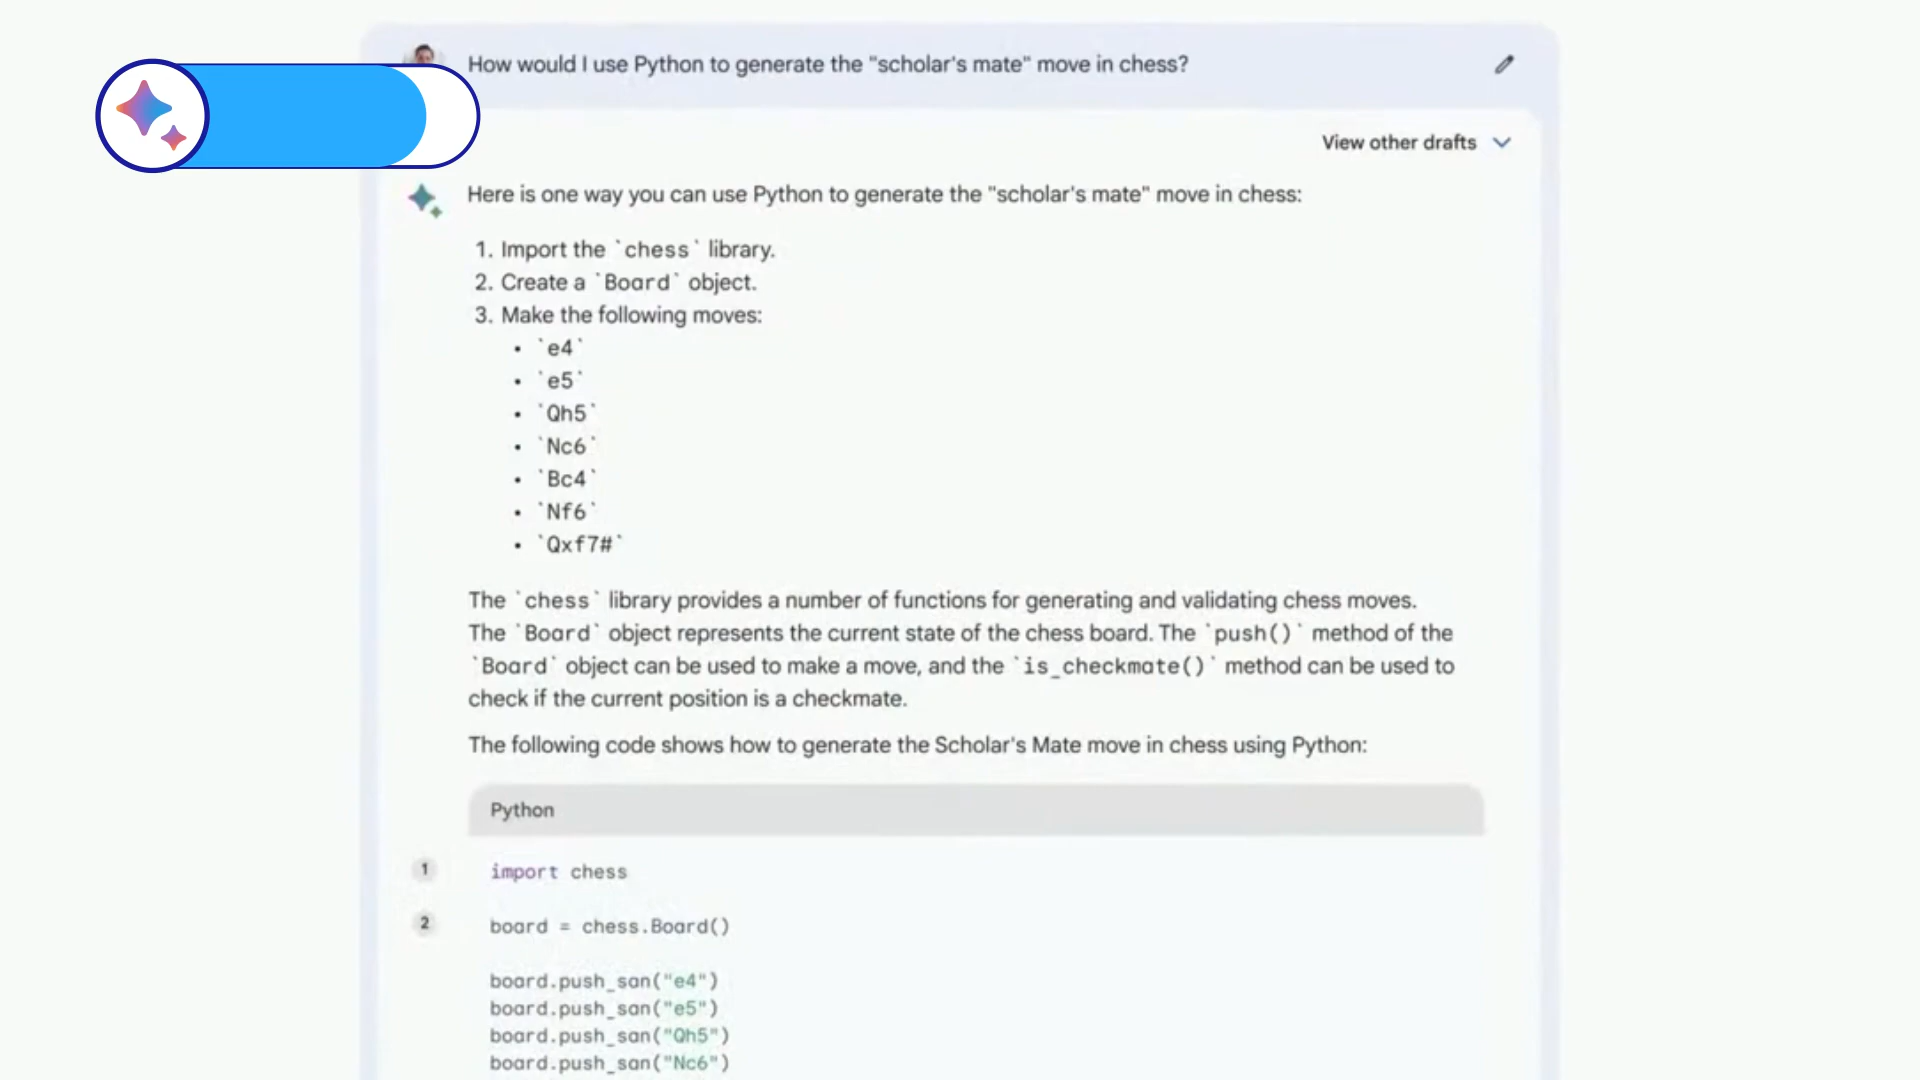 How would I use Python to generate the "scholar's mate" move in chess?
View other drafts
Here is one way you can use Python to generate the "scholar's mate" move in chess:
1. Import the `chess` library.
2. Create a `Board` object.
3. Make the following moves:
• `e4`
• `e5`
• `Qh5`
• `Nc6`
• `Bc4`
• `Nf6`
• `Qxf7#`
The `chess` library provides a number of functions for generating and validating chess moves.
The `Board` object represents the current state of the chess board. The `push()` method of the
`Board` object can be used to make a move, and the `is_checkmate()` method can be used to
check if the current position is a checkmate.
The following code shows how to generate the Scholar's Mate move in chess using Python:
Python
1 import chess
2 board = chess.Board()
board.push_san("e4")
board.push_san("e5")
board.push_san("Qh5")
board.push_san("Nc6")